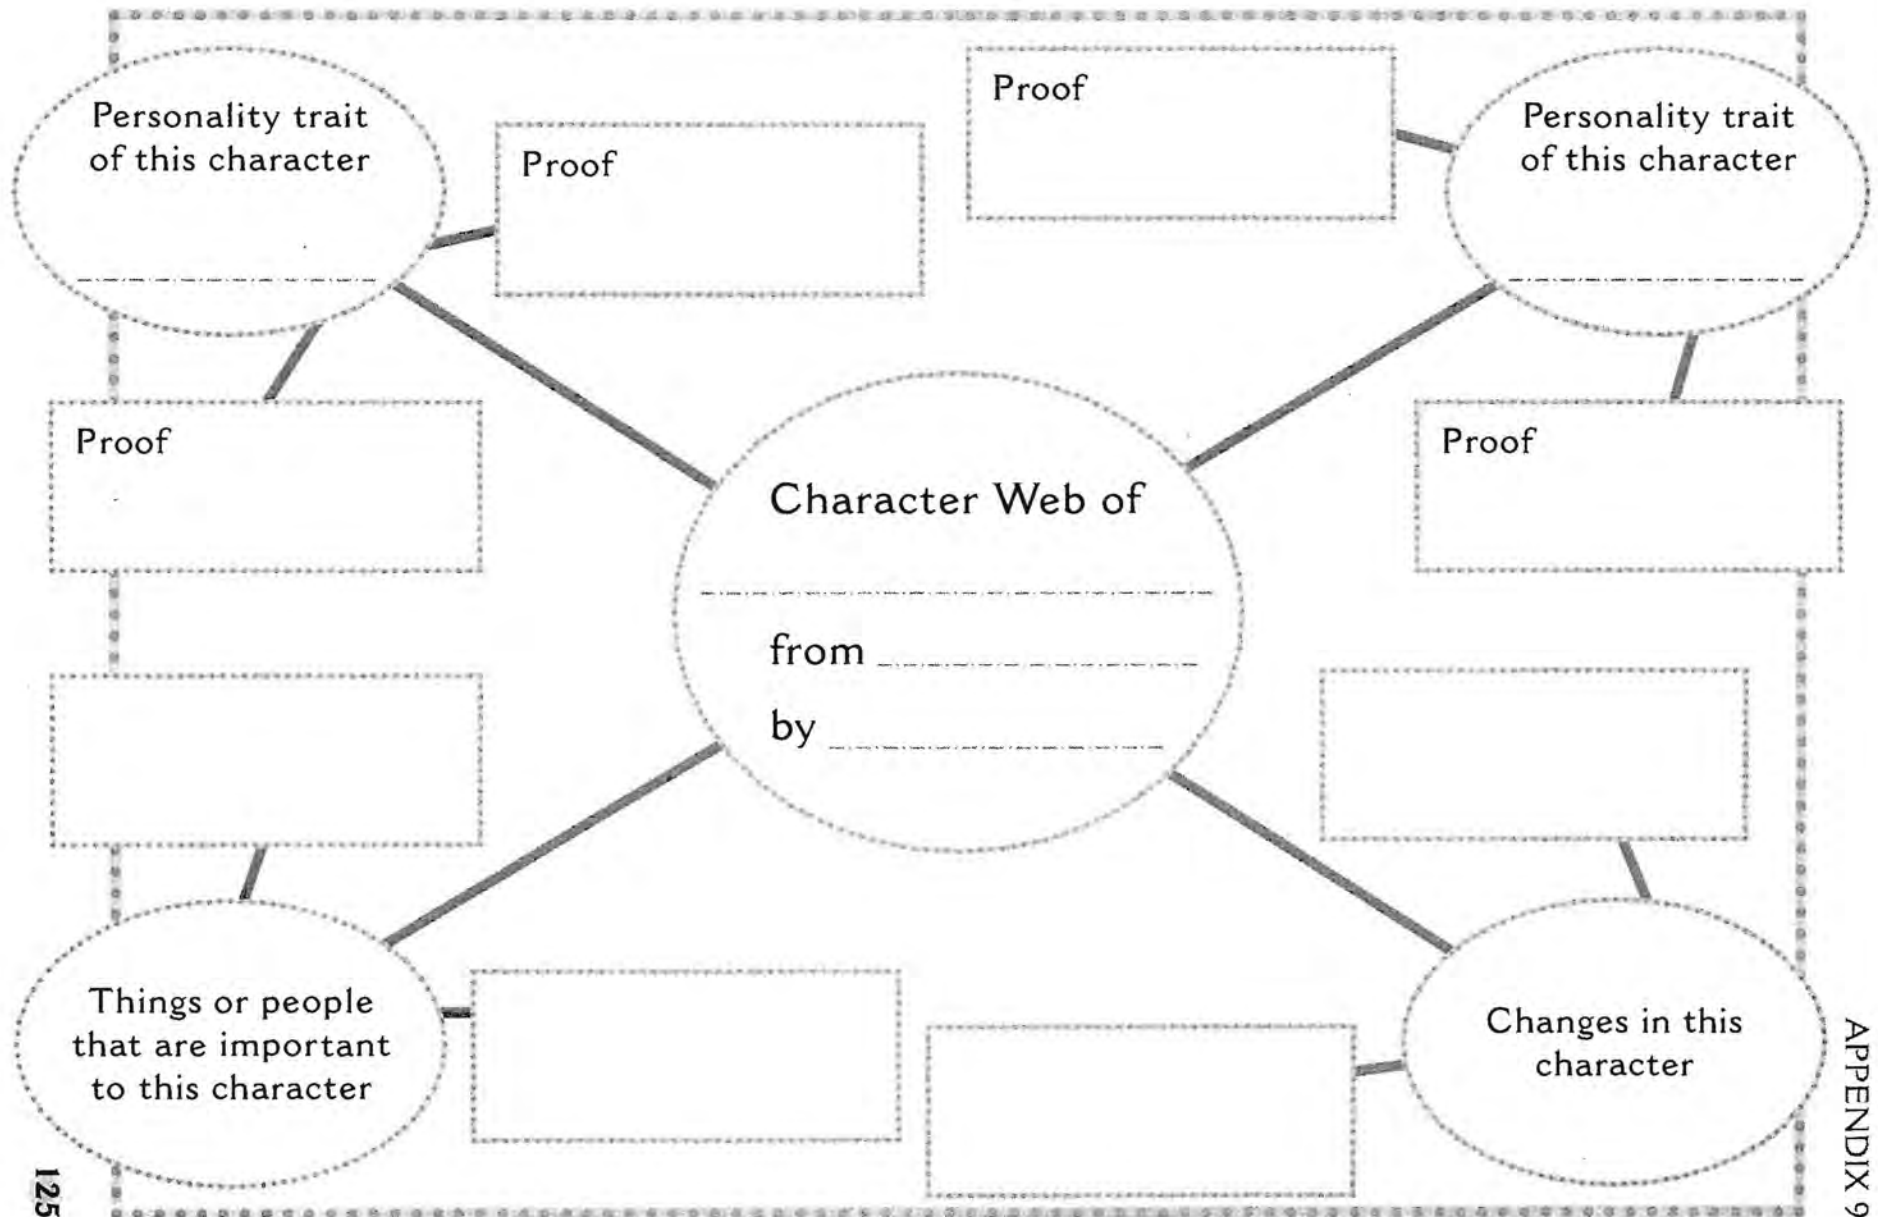 Personality trait
of this character
Proof
Proof
Proof
Personality trait
of this character
Proof
Character Web of
from
by
Things or people
that are important
to this character
Changes in this
character
APPENDIX 9
125